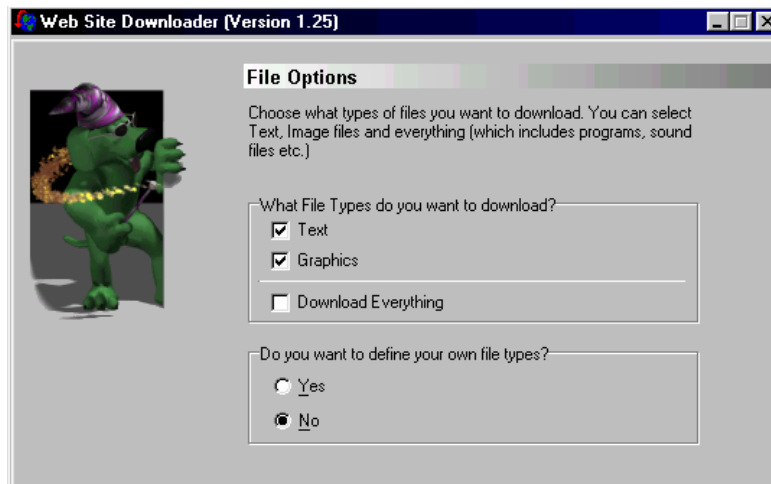 Web Site Downloader (Version 1.25)
File Options
Choose what types of files you want to download. You can select
Text, Image files and everything (which includes programs, sound
files etc.)
What File Types do you want to download?
Text
Graphics
Download Everything
Do you want to define your own file types?
Yes
No